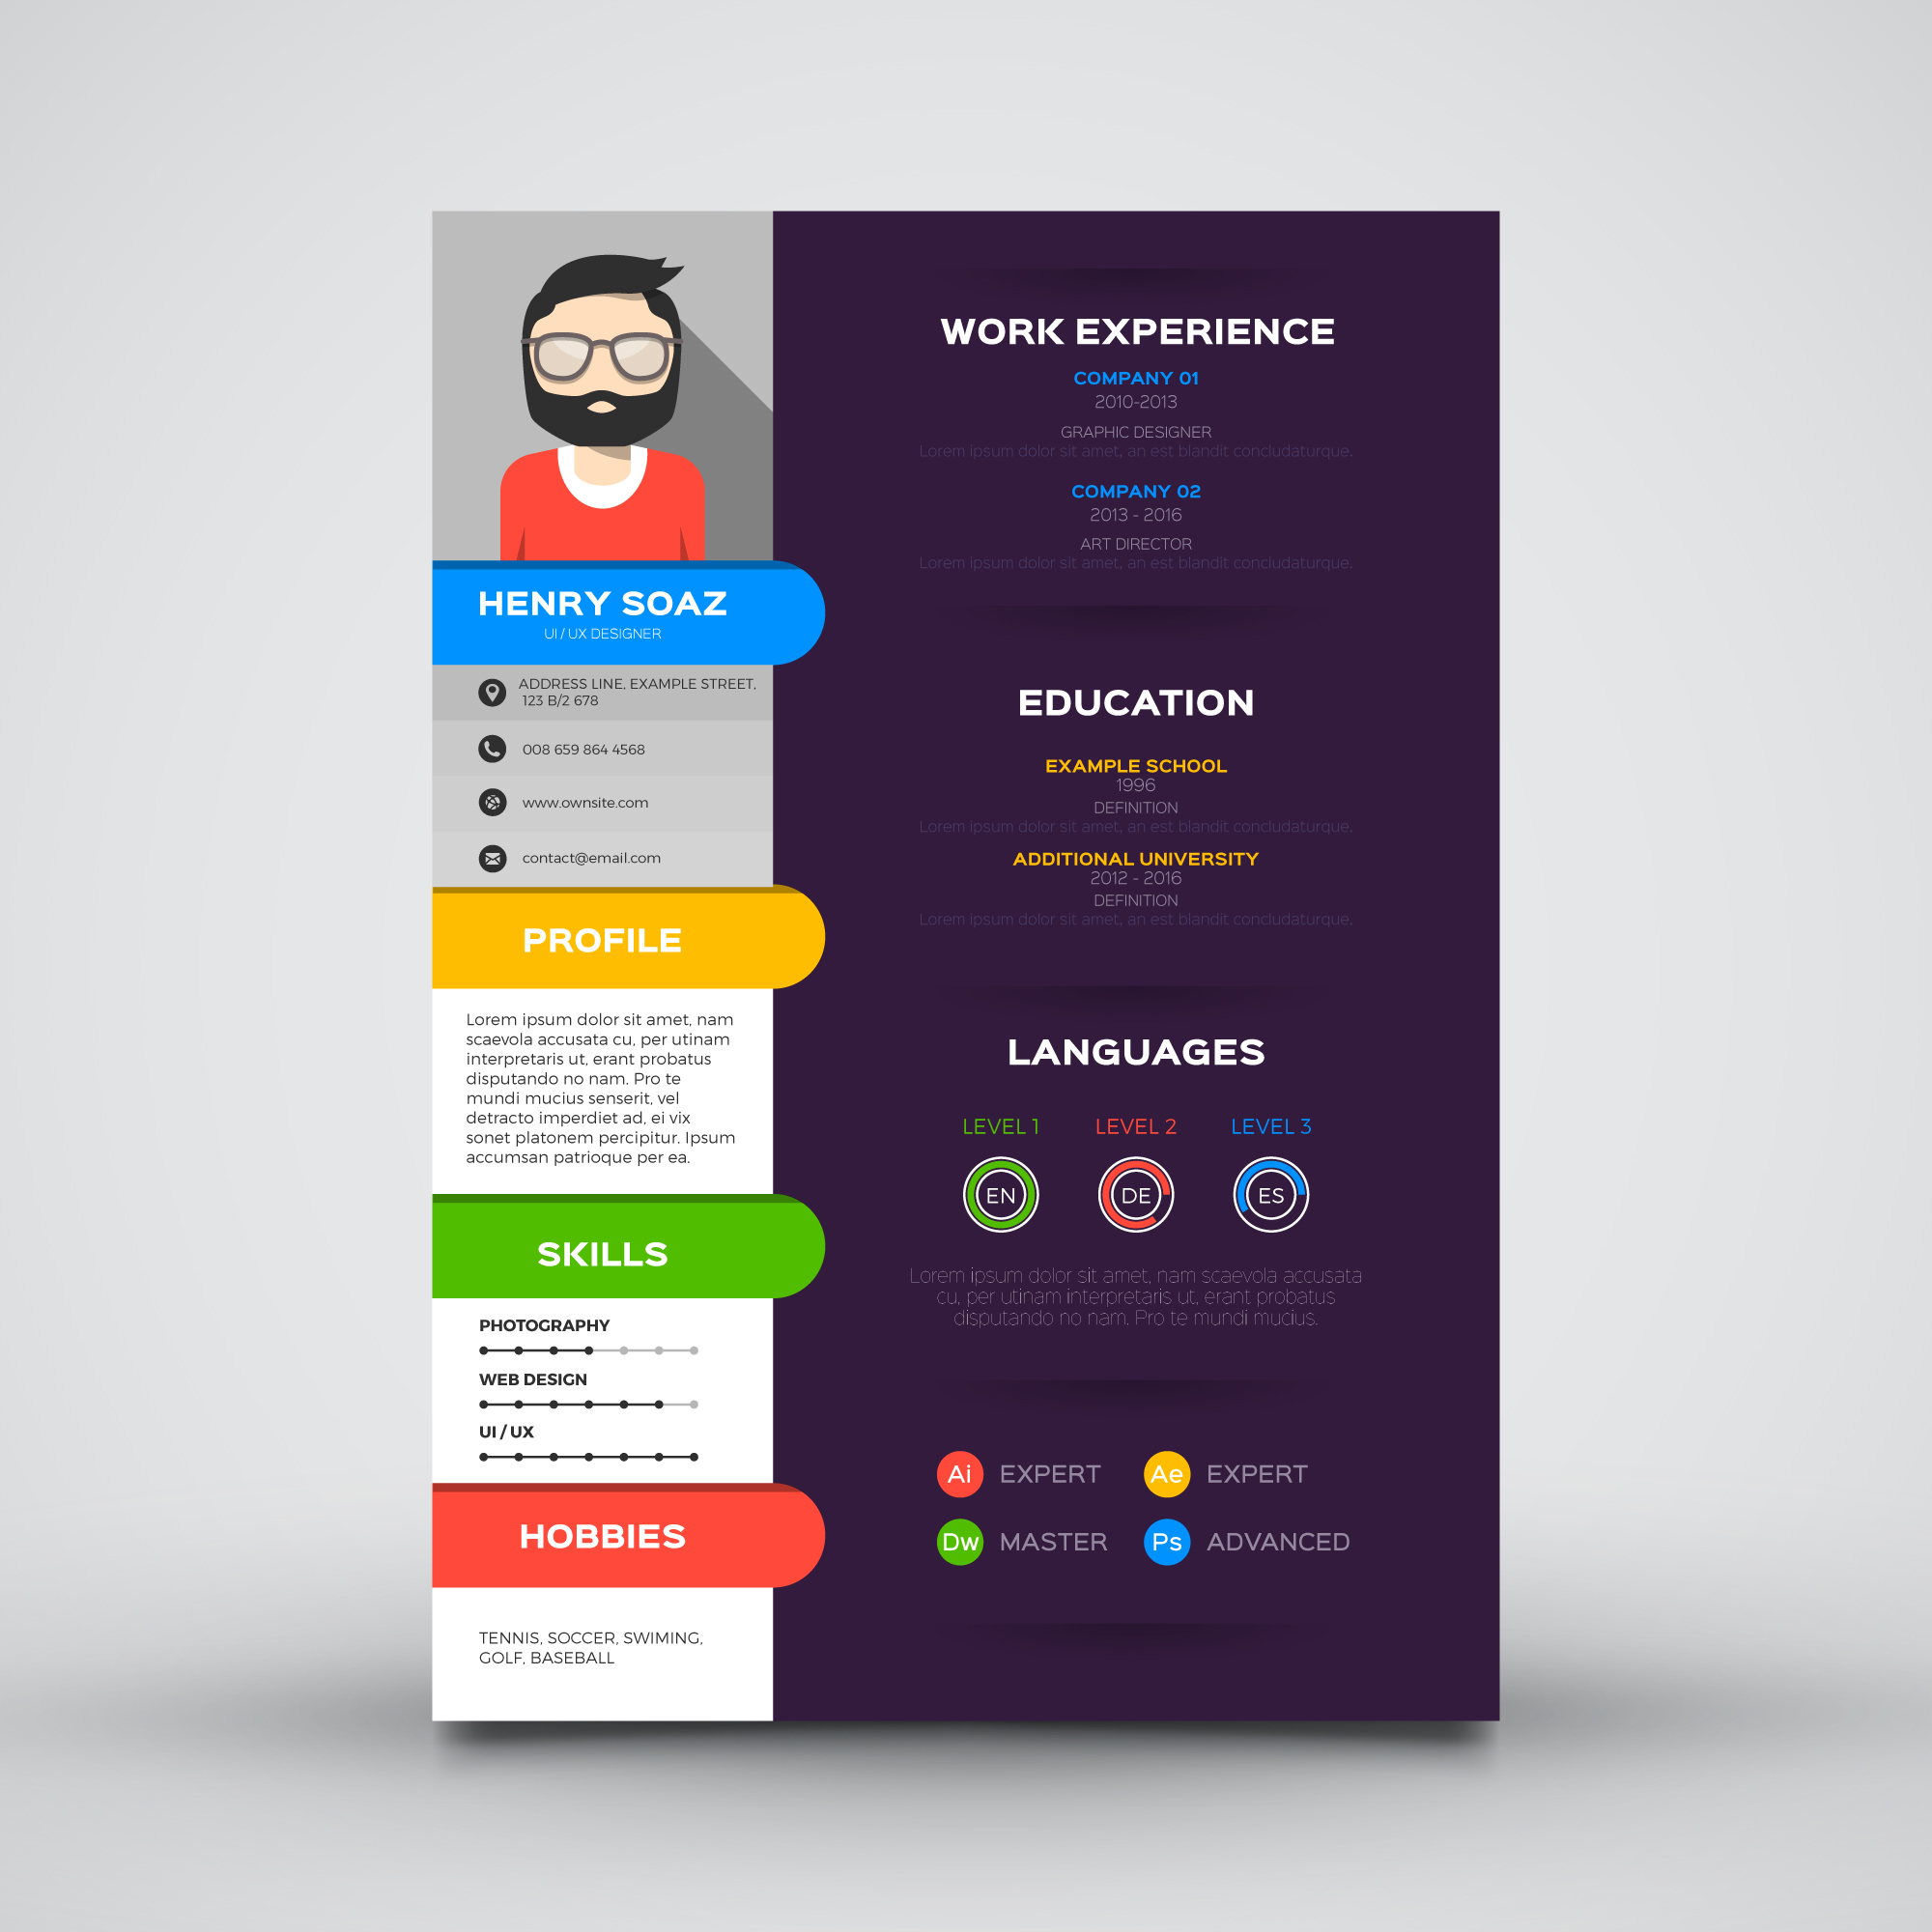 HENRY SOAZ
UI / UX DESIGNER
ADDRESS LINE, EXAMPLE STREET,
123 B/2 678
008 659 864 4568
www.ownsite.com
contact@email.com
PROFILE
Lorem ipsum dolor sit amet, nam
scaevola accusata cu, per utinam
interpretaris ut, erant probatus
disputando no nam. Pro te
mundi mucius senserit, vel
detracto imperdiet ad, ei vix
sonet platonem percipitur. Ipsum
accumsan patrioque per ea.
SKILLS
PHOTOGRAPHY
WEB DESIGN
UI / UX
HOBBIES
TENNIS, SOCCER, SWIMING,
GOLF, BASEBALL
WORK EXPERIENCE
COMPANY 01
2010-2013
GRAPHIC DESIGNER
Lorem ipsum dolor sit amet, an est blandit concludaturque.
COMPANY 02
2013 - 2016
ART DIRECTOR
Lorem ipsum dolor sit amet, an est blandit concludaturque.
EDUCATION
EXAMPLE SCHOOL
1996
DEFINITION
Lorem ipsum dolor sit amet, an est blandit concludaturque.
ADDITIONAL UNIVERSITY
2012 - 2016
DEFINITION
Lorem ipsum dolor sit amet, an est blandit concludaturque.
LANGUAGES
LEVEL 1 LEVEL 2 LEVEL 3
EN DE ES
Lorem ipsum dolor sit amet, nam scaevola accusata
cu, per utinam interpretaris ut, erant probatus
disputando no nam. Pro te mundi mucius.
Ai EXPERT Ae EXPERT
Dw MASTER Ps ADVANCED